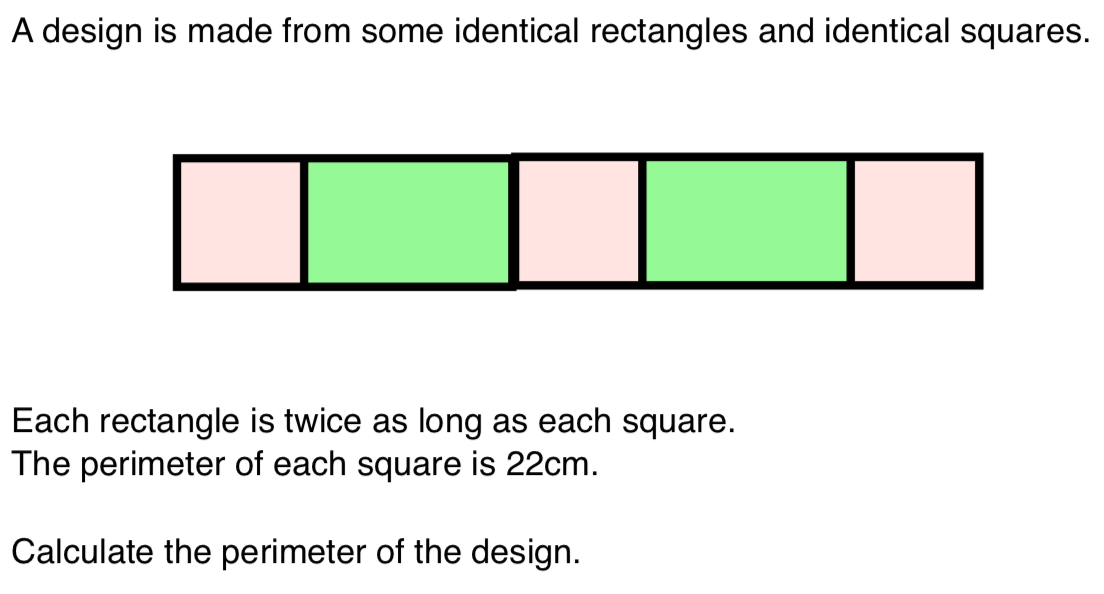 A design is made from some identical rectangles and identical squares.
Each rectangle is twice as long as each square.
The perimeter of each square is 22cm.
Calculate the perimeter of the design.